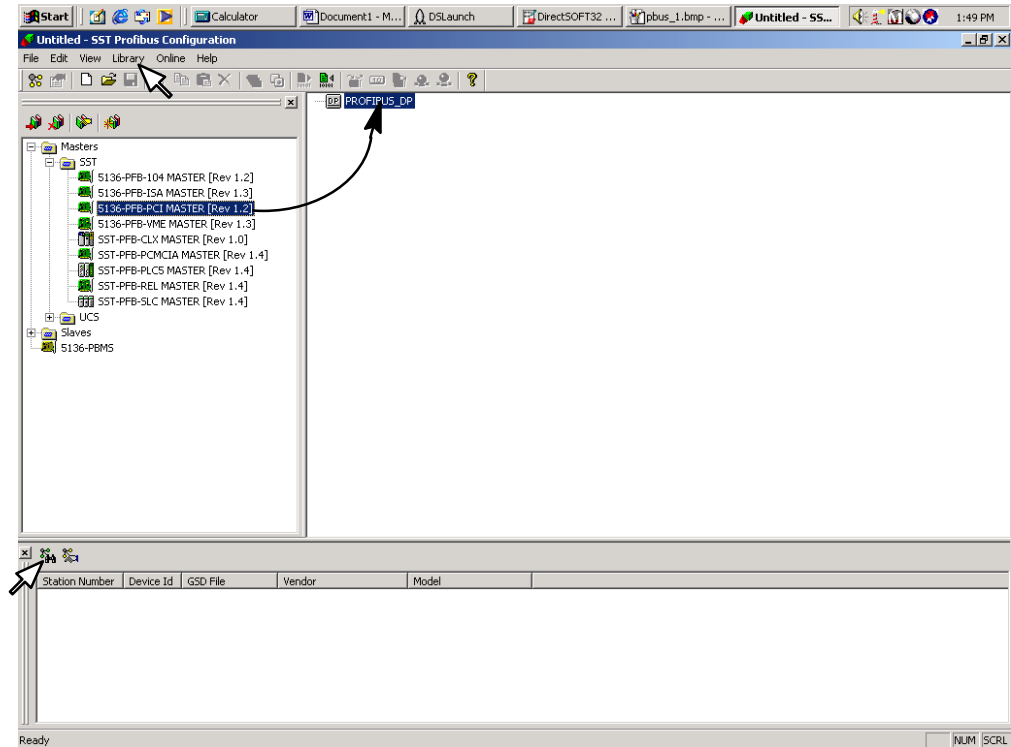 Start Calculator Document1 - M... DSLaunch DirectSOFT32 ... pbus_1.bmp - ... Untitled - SS... 1:49 PM
Untitled - SST Profibus Configuration
File Edit View Library Online Help
DP PROFIBUS_DP
Masters
SST
5136-PFB-104 MASTER [Rev 1.2]
5136-PFB-ISA MASTER [Rev 1.3]
5136-PFB-PCI MASTER [Rev 1.2]
5136-PFB-VME MASTER [Rev 1.3]
SST-PFB-CLX MASTER [Rev 1.0]
SST-PFB-PCMCIA MASTER [Rev 1.4]
SST-PFB-PLC5 MASTER [Rev 1.4]
SST-PFB-REL MASTER [Rev 1.4]
SST-PFB-SLC MASTER [Rev 1.4]
UCS
Slaves
5136-PBMS
Station Number Device Id GSD File Vendor Model
Ready NUM SCRL